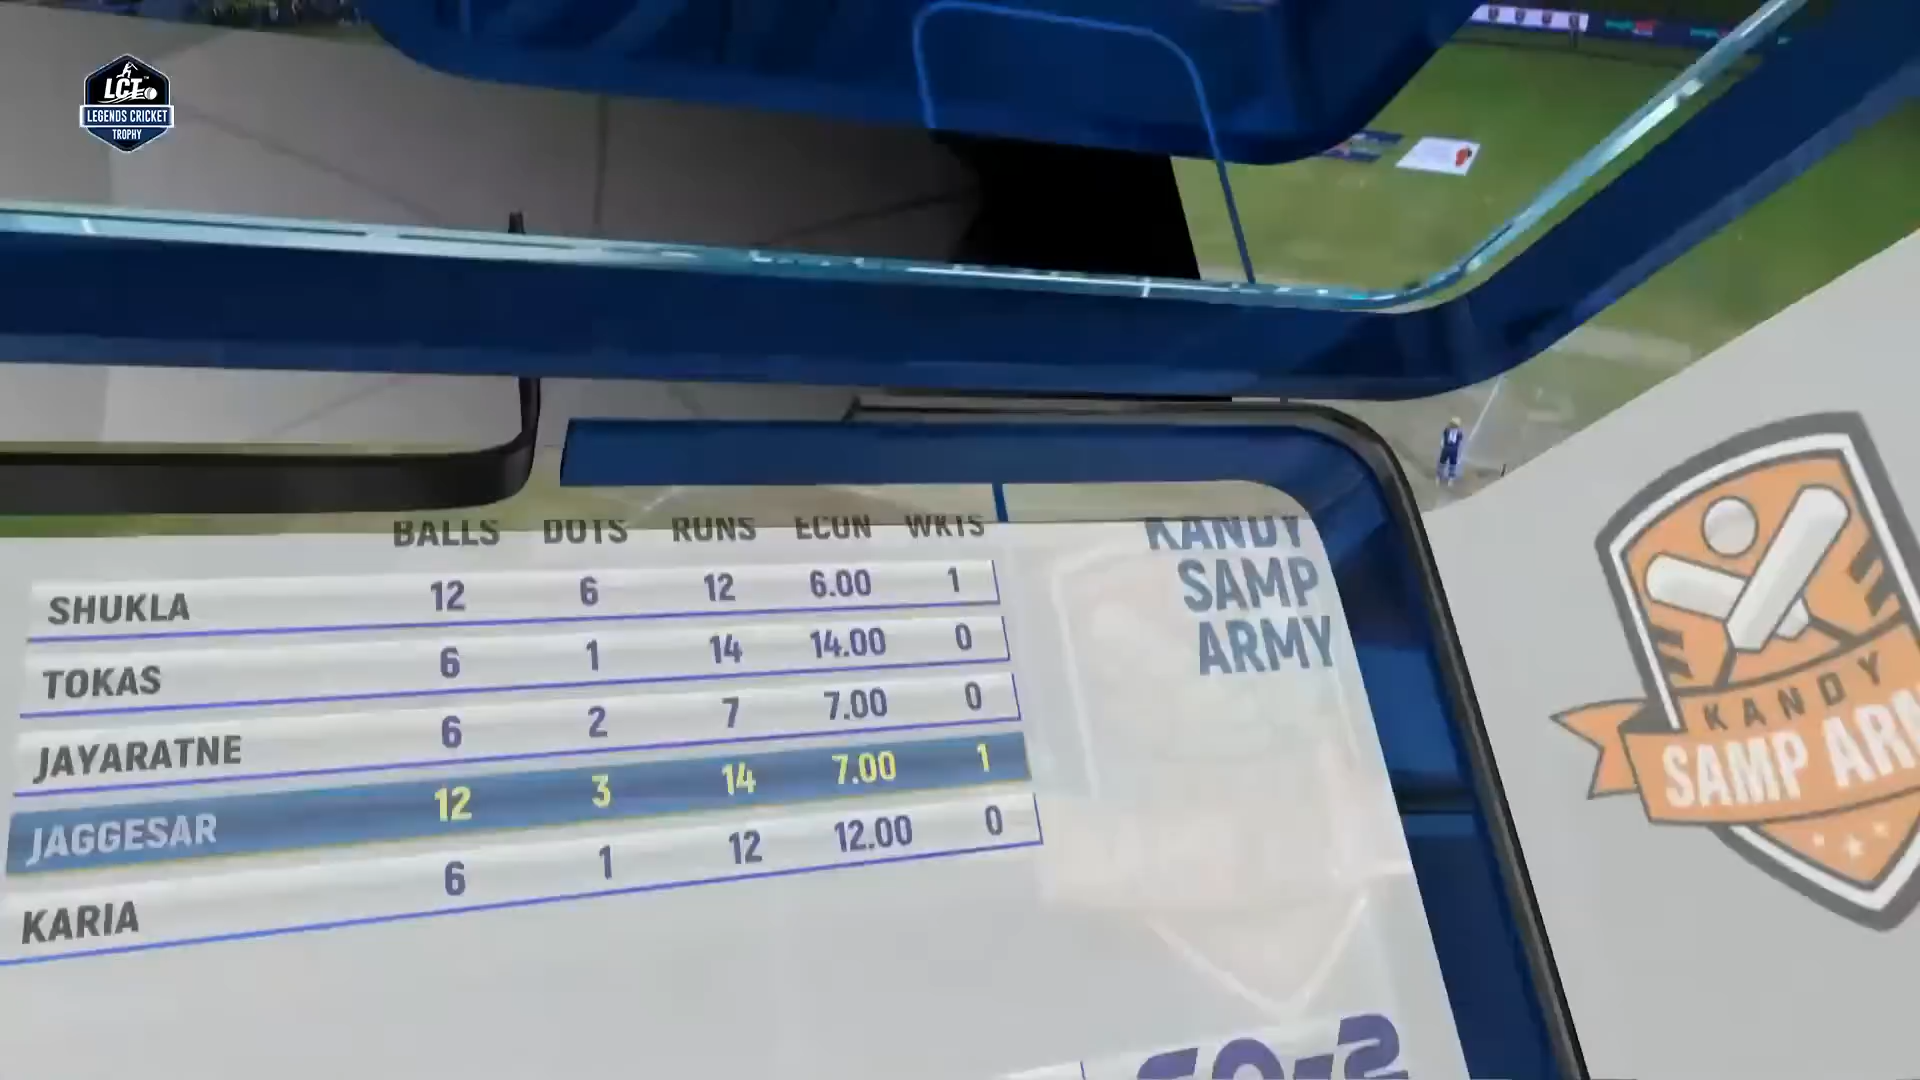 LCT
LEGENDS CRICKET
TROPHY
BALLS DOTS RUNS ECON WKTS
SHUKLA 12 6 12 6.00 1
TOKAS 6 1 14 14.00 0
JAYARATNE 6 2 7 7.00 0
JAGGESAR 12 3 14 7.00 1
KARIA 6 1 12 12.00 0
KANDY
SAMP
ARMY
KANDY
SAMP AR